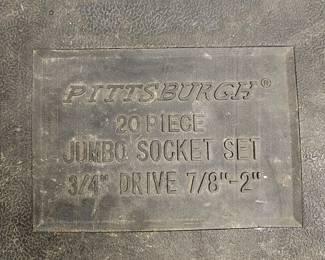 PITTSBURGH®
20 PIECE
JUMBO SOCKET SET
3/4" DRIVE 7/8"-2"